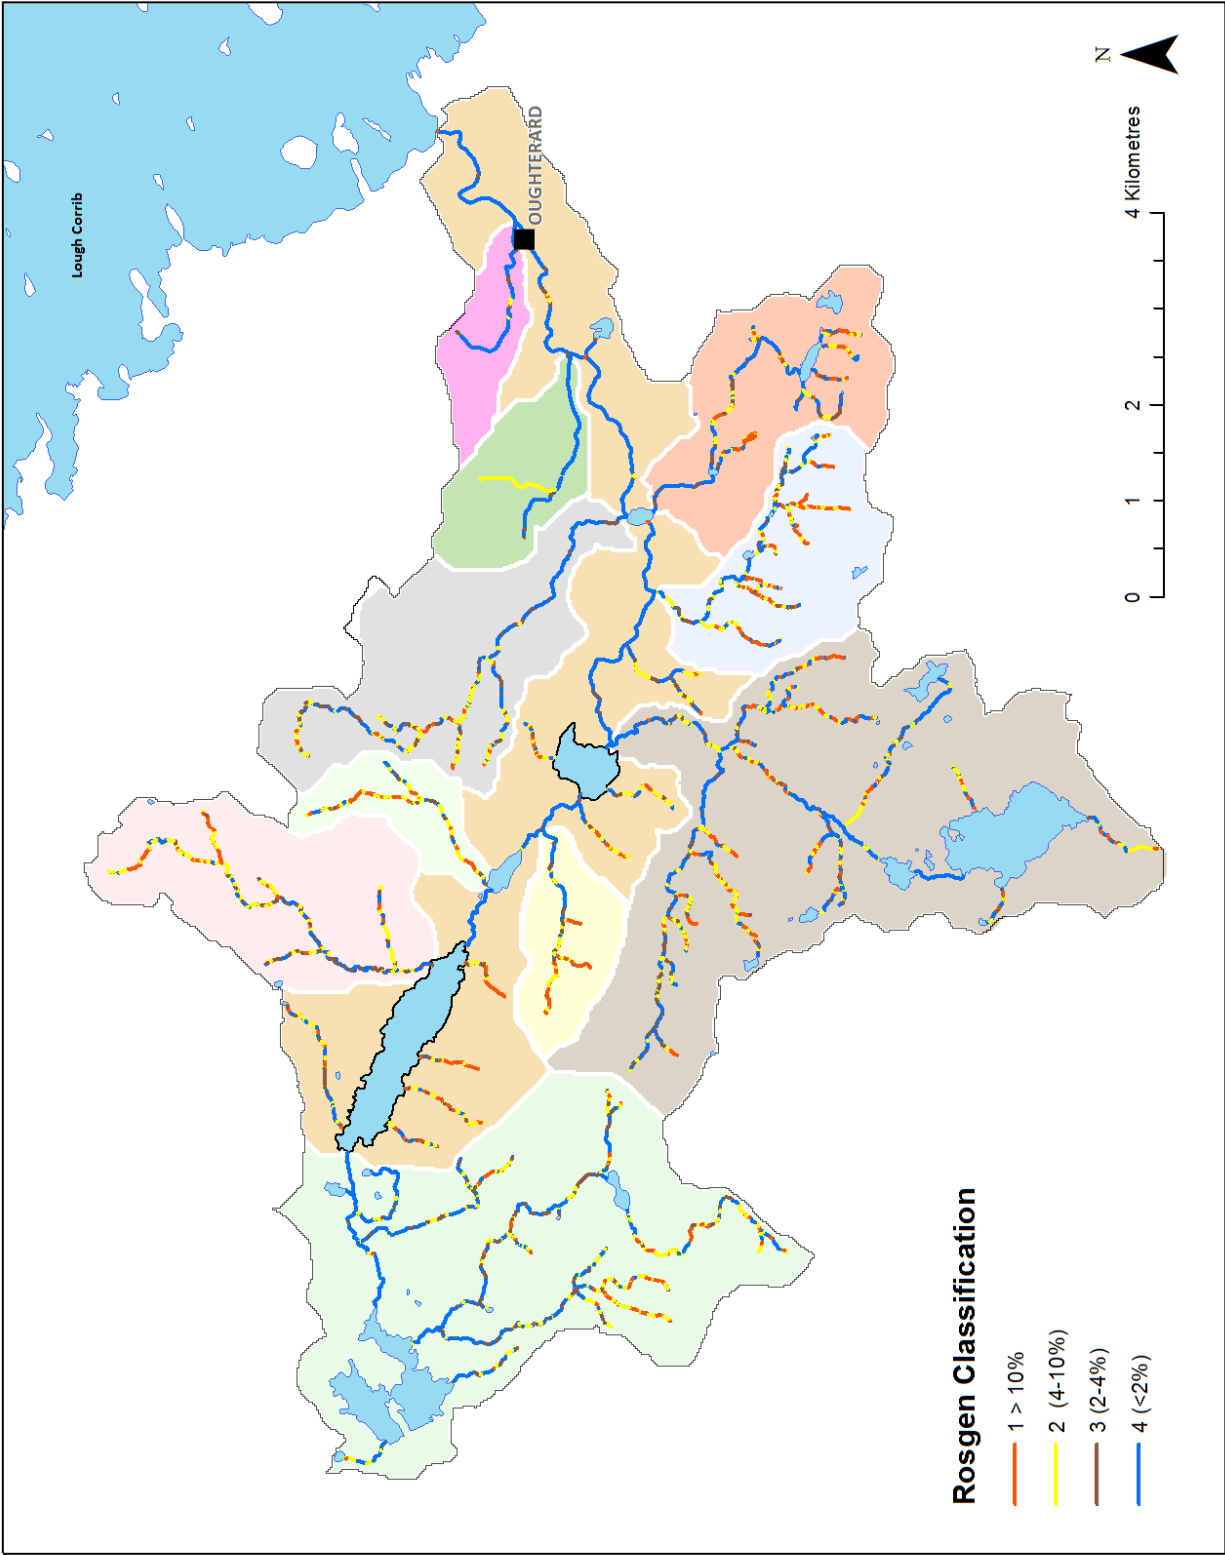 Lough Corrib
OUGHTERARD
N
0 1 2 4 Kilometres
Rosgen Classification
1 > 10%
2 (4-10%)
3 (2-4%)
4 (<2%)